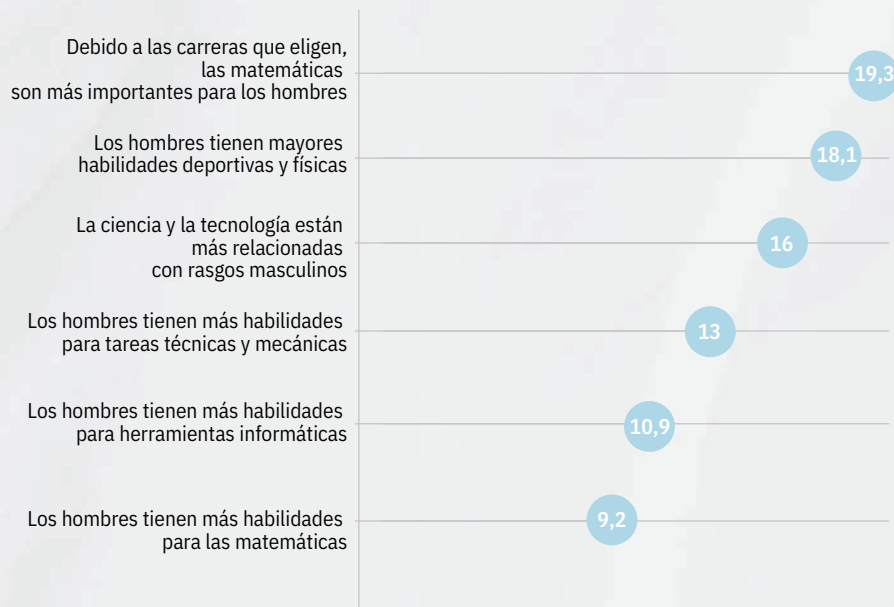 Debido a las carreras que eligen,
las matemáticas
son más importantes para los hombres
19,3
Los hombres tienen mayores
habilidades deportivas y físicas
18,1
La ciencia y la tecnología están
más relacionadas
con rasgos masculinos
16
Los hombres tienen más habilidades
para tareas técnicas y mecánicas
13
Los hombres tienen más habilidades
para herramientas informáticas
10,9
Los hombres tienen más habilidades
para las matemáticas
9,2